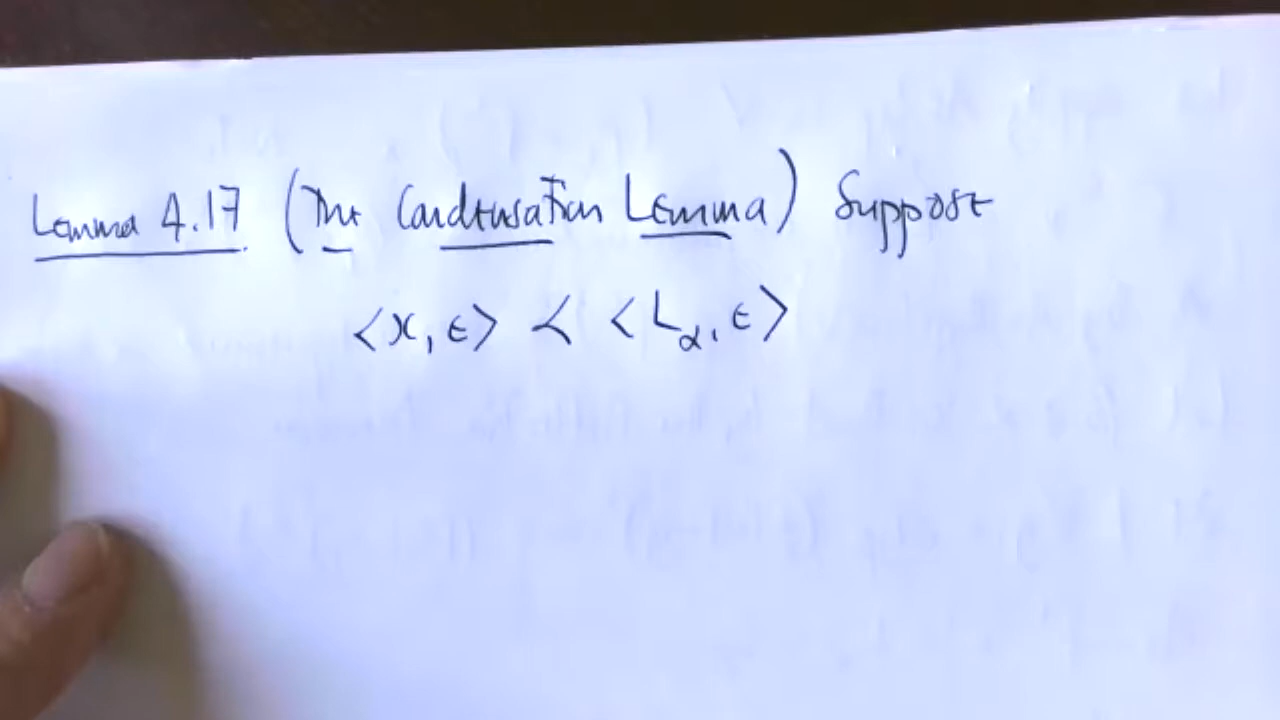 Lemma 4.17 (The Condensation Lemma) Suppose
<x, ∈> ≺ <L_α, ∈>